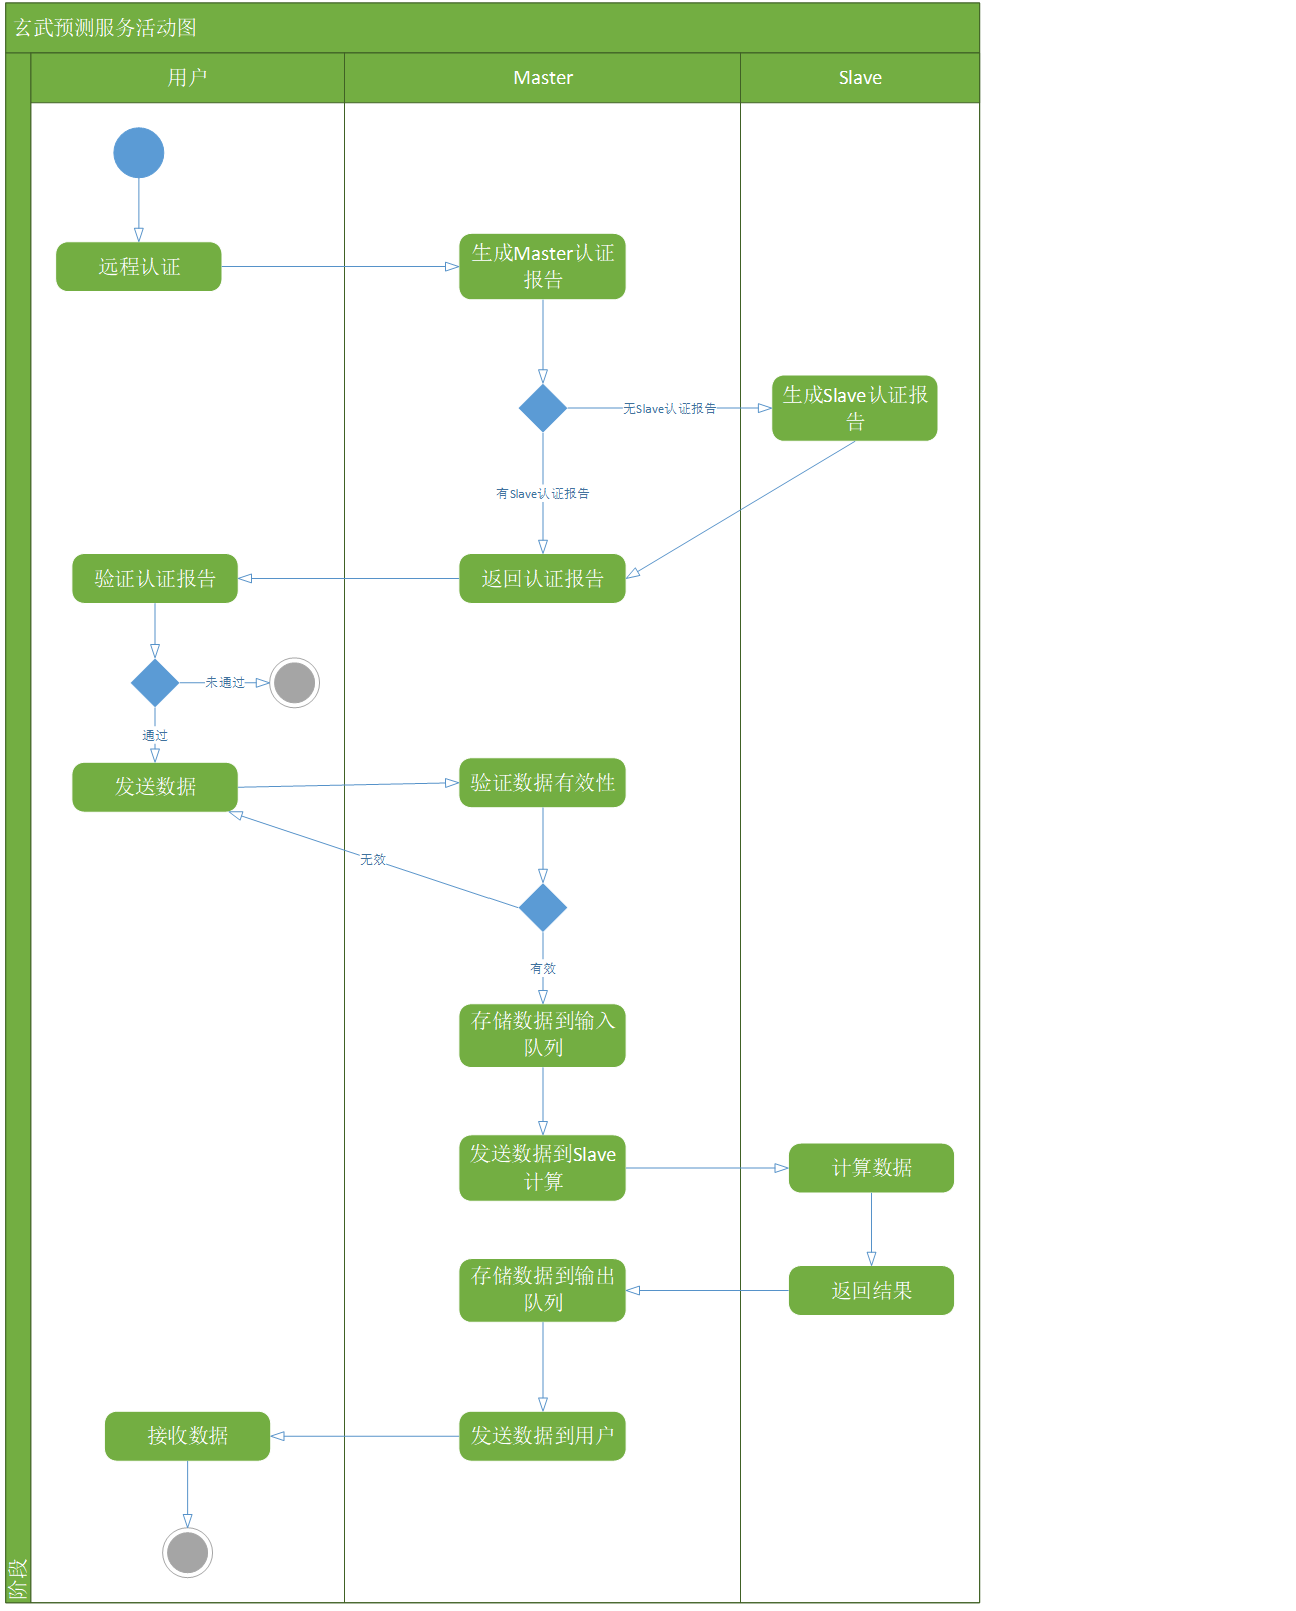 玄武预测服务活动图
用户
Master
Slave
远程认证
生成Master认证
报告
无Slave认证报告
生成Slave认证报
告
有Slave认证报告
验证认证报告
返回认证报告
未通过
通过
发送数据
验证数据有效性
无效
有效
存储数据到输入
队列
发送数据到Slave
计算
计算数据
存储数据到输出
队列
返回结果
接收数据
发送数据到用户
阶段